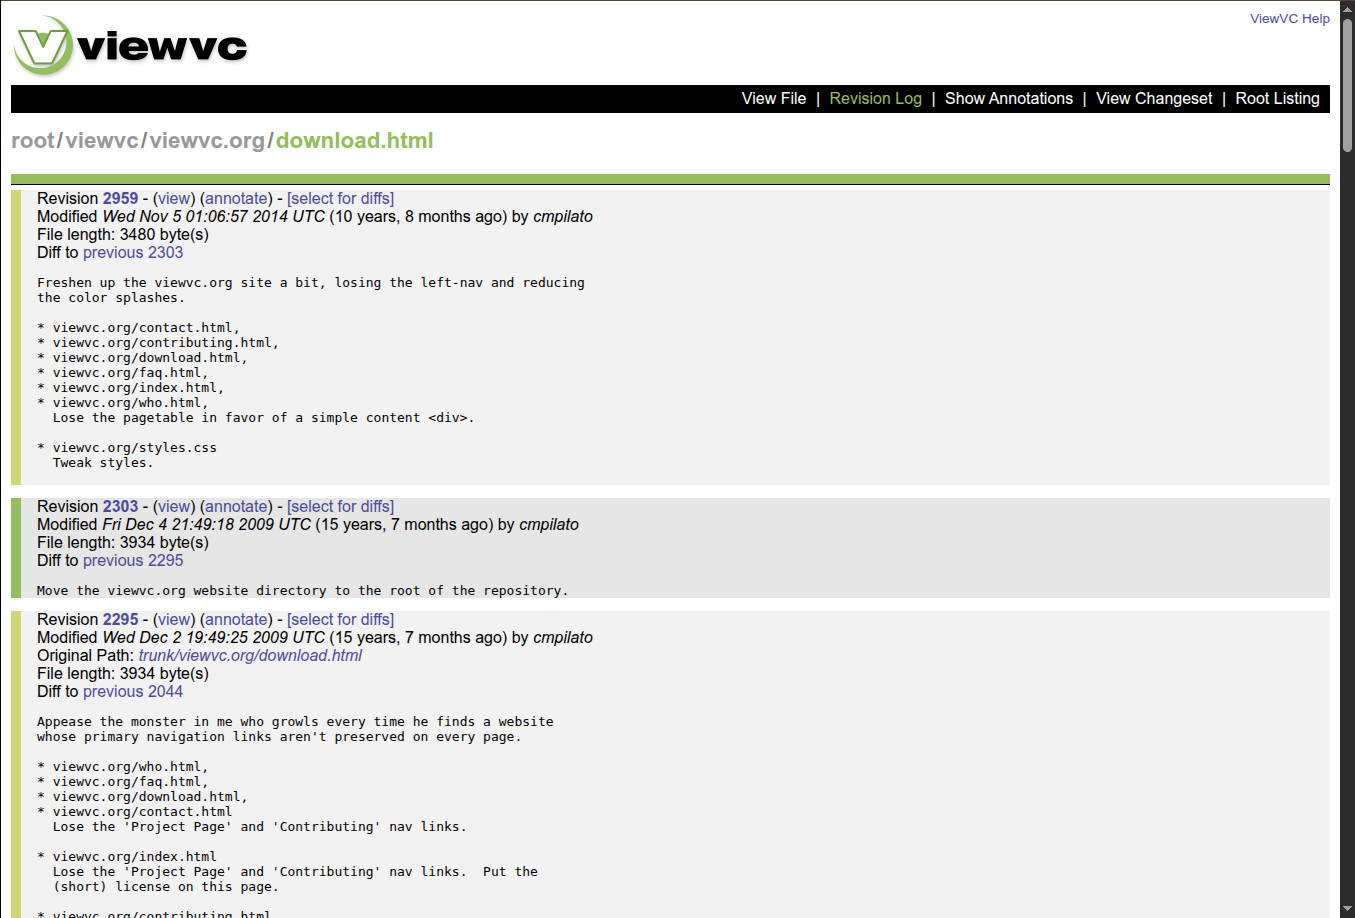 viewvc
ViewVC Help
View File | Revision Log | Show Annotations | View Changeset | Root Listing
root/viewvc/viewvc.org/download.html
Revision 2959 - (view) (annotate) - [select for diffs]
Modified Wed Nov 5 01:06:57 2014 UTC (10 years, 8 months ago) by cmpilato
File length: 3480 byte(s)
Diff to previous 2303
Freshen up the viewvc.org site a bit, losing the left-nav and reducing
the color splashes.
* viewvc.org/contact.html,
* viewvc.org/contributing.html,
* viewvc.org/download.html,
* viewvc.org/faq.html,
* viewvc.org/index.html,
* viewvc.org/who.html,
Lose the pagetable in favor of a simple content <div>.
* viewvc.org/styles.css
Tweak styles.
Revision 2303 - (view) (annotate) - [select for diffs]
Modified Fri Dec 4 21:49:18 2009 UTC (15 years, 7 months ago) by cmpilato
File length: 3934 byte(s)
Diff to previous 2295
Move the viewvc.org website directory to the root of the repository.
Revision 2295 - (view) (annotate) - [select for diffs]
Modified Wed Dec 2 19:49:25 2009 UTC (15 years, 7 months ago) by cmpilato
Original Path: trunk/viewvc.org/download.html
File length: 3934 byte(s)
Diff to previous 2044
Appease the monster in me who growls every time he finds a website
whose primary navigation links aren't preserved on every page.
* viewvc.org/who.html,
* viewvc.org/faq.html,
* viewvc.org/download.html,
* viewvc.org/contact.html
Lose the 'Project Page' and 'Contributing' nav links.
* viewvc.org/index.html
Lose the 'Project Page' and 'Contributing' nav links.  Put the
(short) license on this page.
* viewvc.org/contributing.html